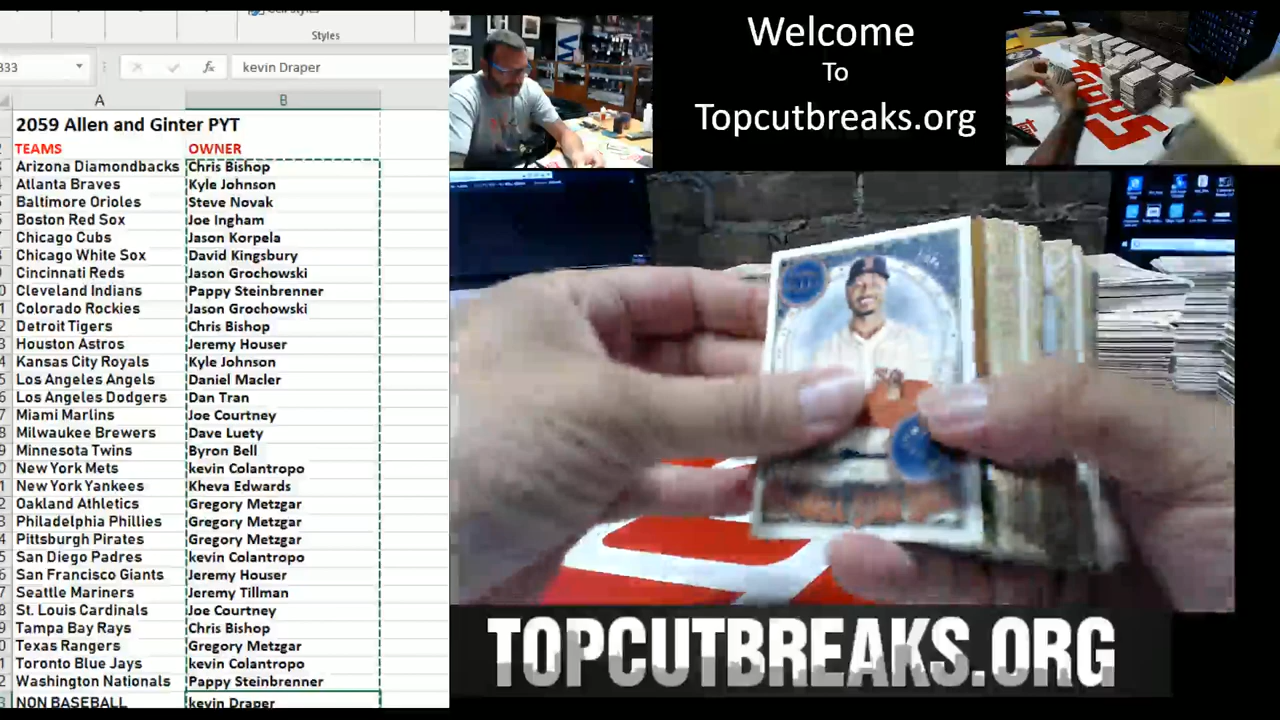 Styles
333
fx
kevin Draper
A
B
2059 Allen and Ginter PYT
TEAMS OWNER
Arizona Diamondbacks Chris Bishop
Atlanta Braves Kyle Johnson
Baltimore Orioles Steve Novak
Boston Red Sox Joe Ingham
Chicago Cubs Jason Korpela
Chicago White Sox David Kingsbury
Cincinnati Reds Jason Grochowski
Cleveland Indians Pappy Steinbrenner
Colorado Rockies Jason Grochowski
Detroit Tigers Chris Bishop
Houston Astros Jeremy Houser
Kansas City Royals Kyle Johnson
Los Angeles Angels Daniel Macler
Los Angeles Dodgers Dan Tran
Miami Marlins Joe Courtney
Milwaukee Brewers Dave Luety
Minnesota Twins Byron Bell
New York Mets kevin Colantropo
New York Yankees Kheva Edwards
Oakland Athletics Gregory Metzgar
Philadelphia Phillies Gregory Metzgar
Pittsburgh Pirates Gregory Metzgar
San Diego Padres kevin Colantropo
San Francisco Giants Jeremy Houser
Seattle Mariners Jeremy Tillman
St. Louis Cardinals Joe Courtney
Tampa Bay Rays Chris Bishop
Texas Rangers Gregory Metzgar
Toronto Blue Jays kevin Colantropo
Washington Nationals Pappy Steinbrenner
NON BASEBALL kevin Draper
Welcome
To
Topcutbreaks.org
topps
TOPCUTBREAKS.ORG